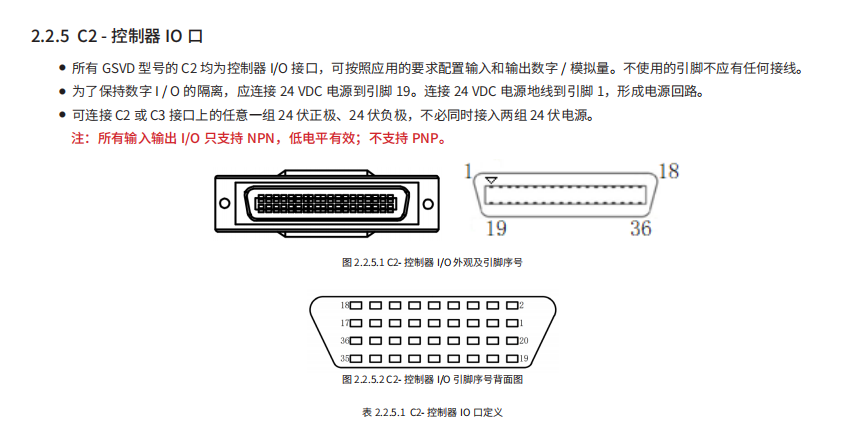 2.2.5 C2 - 控制器 IO 口
● 所有 GSVD 型号的 C2 均为控制器 I/O 接口，可按照应用的要求配置输入和输出数字 / 模拟量。不使用的引脚不应有任何接线。
● 为了保持数字 I / O 的隔离，应连接 24 VDC 电源到引脚 19。连接 24 VDC 电源地线到引脚 1，形成电源回路。
● 可连接 C2 或 C3 接口上的任意一组 24 伏正极、24 伏负极，不必同时接入两组 24 伏电源。
注：所有输入输出 I/O 只支持 NPN，低电平有效；不支持 PNP。
1 18
19 36
图 2.2.5.1 C2- 控制器 I/O 外观及引脚序号
18 2
17 1
36 20
35 19
图 2.2.5.2 C2- 控制器 I/O 引脚序号背面图
表 2.2.5.1 C2- 控制器 IO 口定义